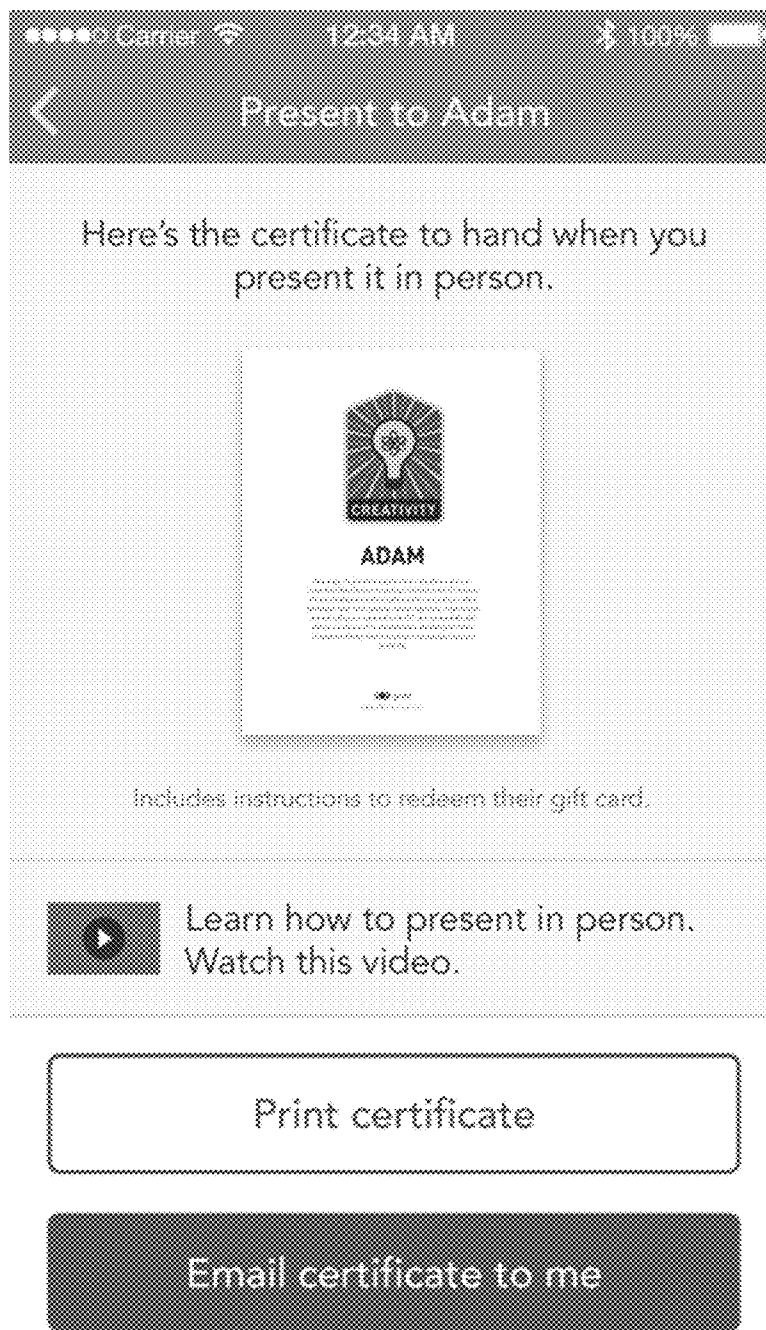 Carrier 12:34 AM 100%
Present to Adam
Here's the certificate to hand when you
present it in person.
CREATIVITY
ADAM
Includes instructions to redeem their gift card.
Learn how to present in person.
Watch this video.
Print certificate
Email certificate to me